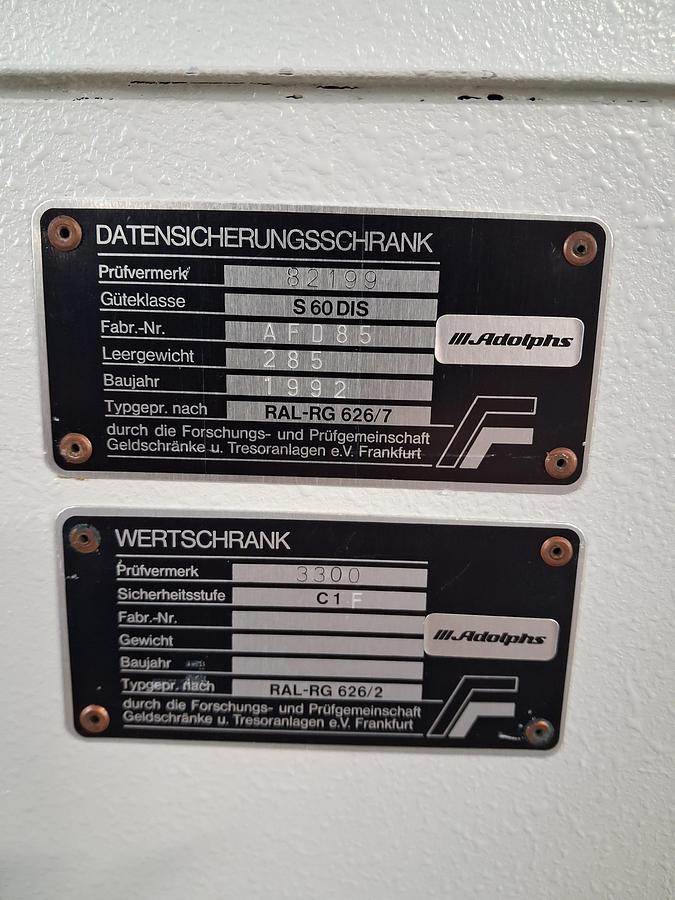 DATENSICHERUNGSSCHRANK
Prüfvermerk 82199
Güteklasse S 60 DIS
Fabr.-Nr. AFD85
Leergewicht 285
Baujahr 1992
Typgepr. nach RAL-RG 626/7
durch die Forschungs- und Prüfgemeinschaft
Geldschränke u. Tresoranlagen e.V. Frankfurt
Adolphs
WERTSCHRANK
Prüfvermerk 3300
Sicherheitsstufe C1 F
Fabr.-Nr.
Gewicht
Baujahr
Typgepr. nach RAL-RG 626/2
durch die Forschungs- und Prüfgemeinschaft
Geldschränke u. Tresoranlagen e.V. Frankfurt
Adolphs